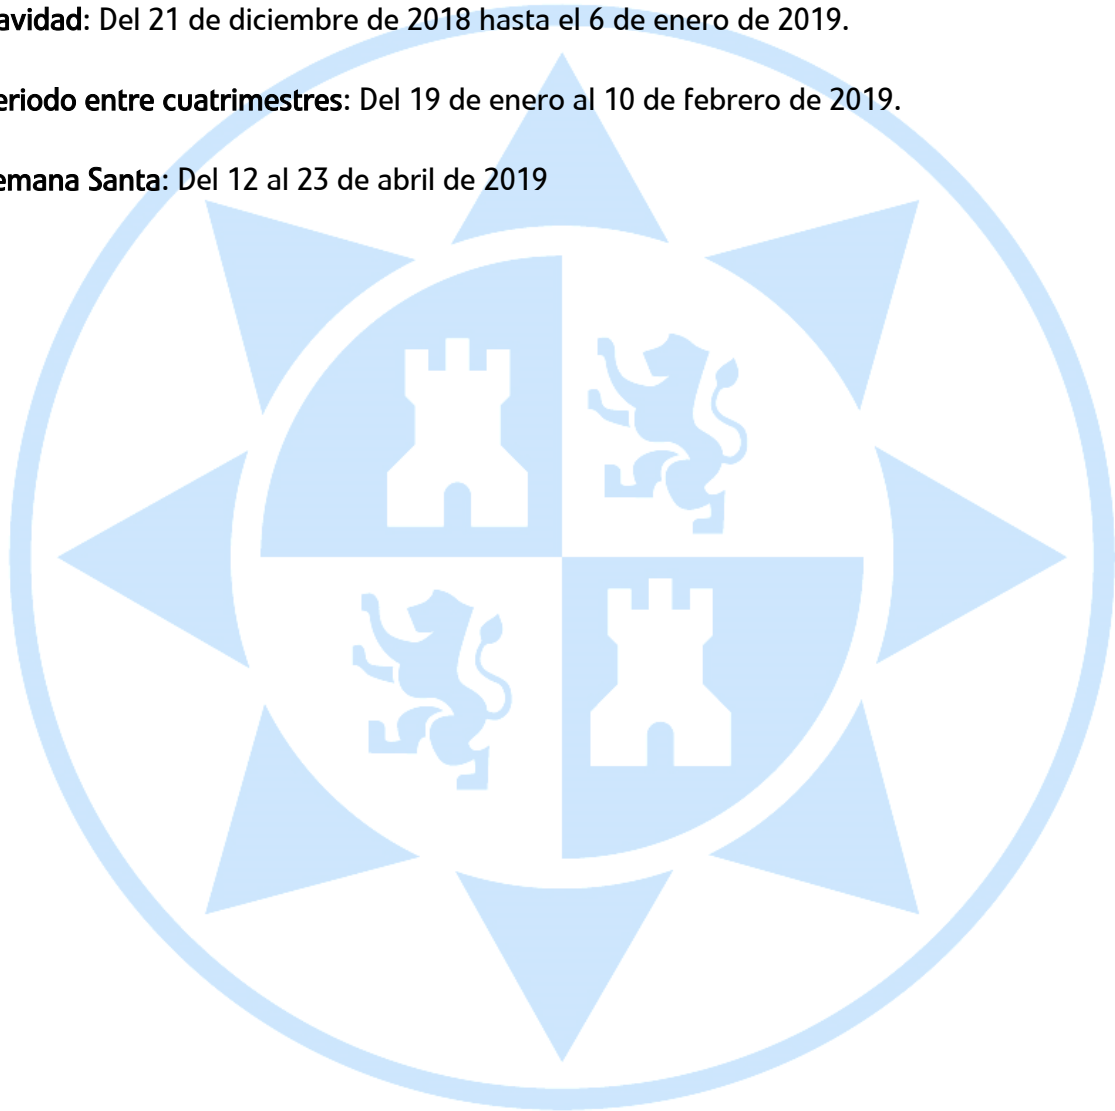 avidad: Del 21 de diciembre de 2018 hasta el 6 de enero de 2019.
eriodo entre cuatrimestres: Del 19 de enero al 10 de febrero de 2019.
emana Santa: Del 12 al 23 de abril de 2019